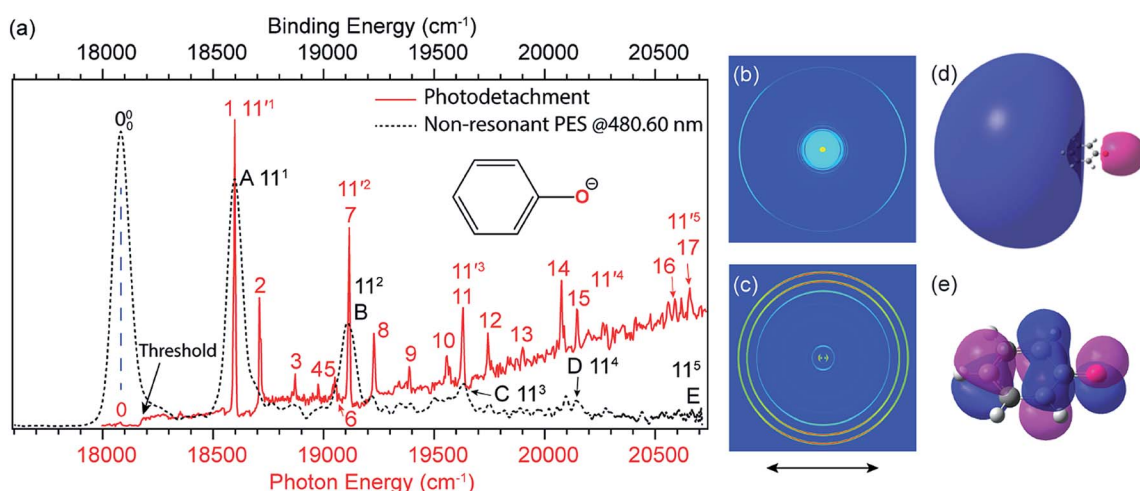 (a)
Binding Energy (cm⁻¹)
18000 18500 19000 19500 20000 20500
0⁰₀
1 11'¹
Photodetachment
Non-resonant PES @480.60 nm
A 11¹
11'²
7
O⊖
2
11²
B
11'³
11
14
11'⁴
15
11'⁵
16 17
Threshold
3
4 5
6
8
9
10
12
13
C 11³
D 11⁴
11⁵
E
0
18000 18500 19000 19500 20000 20500
Photon Energy (cm⁻¹)
(b)
(d)
(c)
(e)